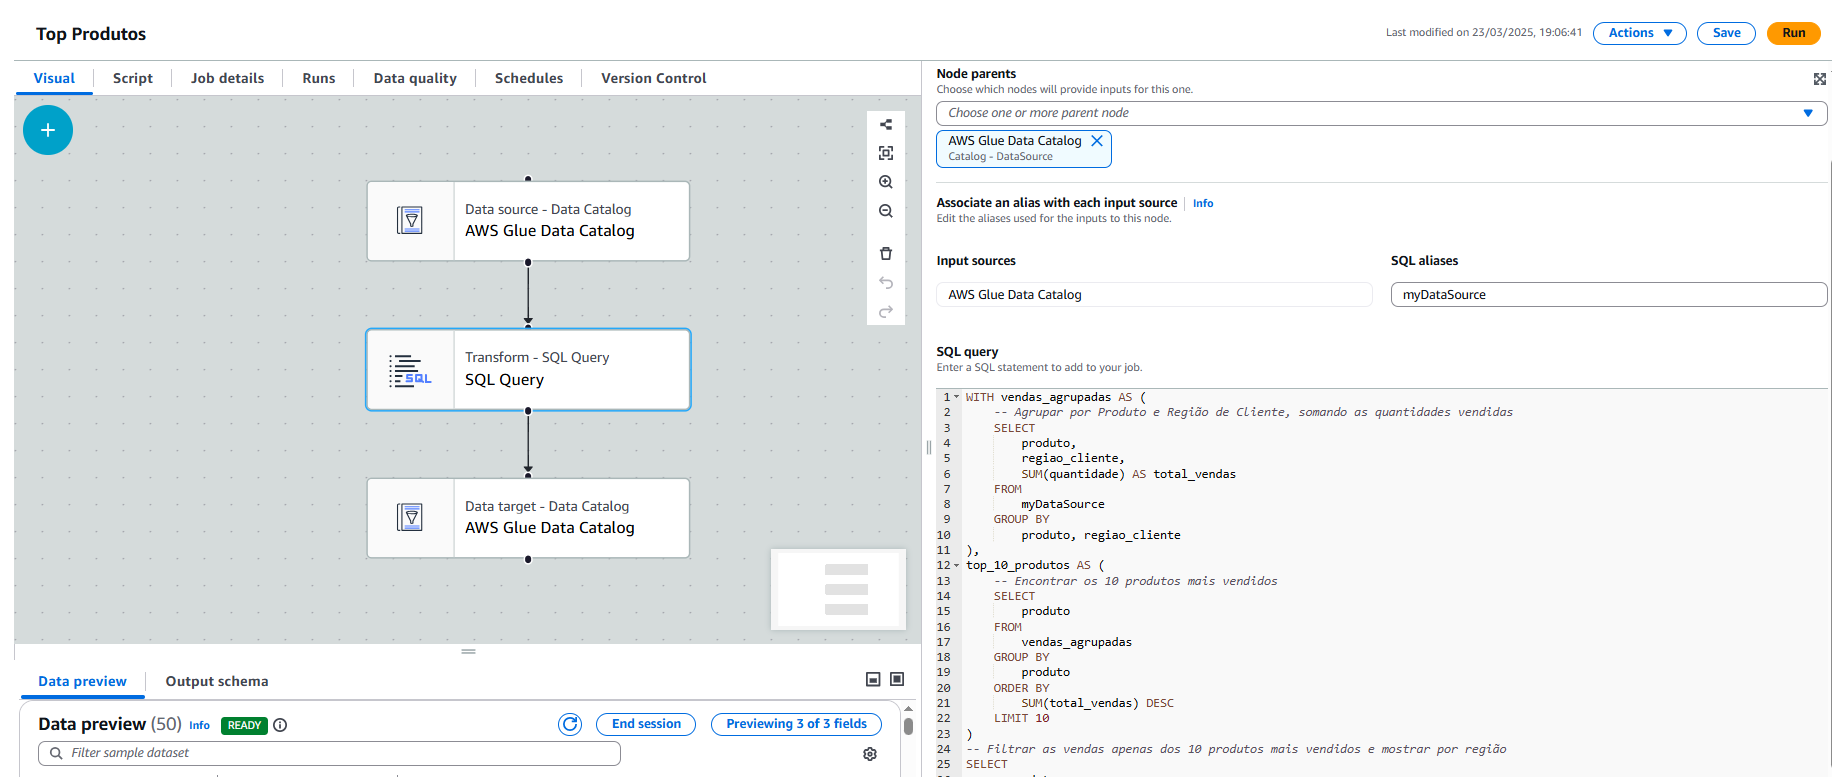 Top Produtos
Last modified on 23/03/2025, 19:06:41
Actions
Save
Run
Visual
Script
Job details
Runs
Data quality
Schedules
Version Control
Data source - Data Catalog
AWS Glue Data Catalog
Transform - SQL Query
SQL Query
SQL
Data target - Data Catalog
AWS Glue Data Catalog
Data preview
Output schema
Data preview (50) Info READY
End session
Previewing 3 of 3 fields
Filter sample dataset
Node parents
Choose which nodes will provide inputs for this one.
Choose one or more parent node
AWS Glue Data Catalog
Catalog - DataSource
Associate an alias with each input source Info
Edit the aliases used for the inputs to this node.
Input sources
SQL aliases
AWS Glue Data Catalog
myDataSource
SQL query
Enter a SQL statement to add to your job.
1 WITH vendas_agrupadas AS (
2 -- Agrupar por Produto e Região de Cliente, somando as quantidades vendidas
3 SELECT
4 produto,
5 regiao_cliente,
6 SUM(quantidade) AS total_vendas
7 FROM
8 myDataSource
9 GROUP BY
10 produto, regiao_cliente
11 ),
12 top_10_produtos AS (
13 -- Encontrar os 10 produtos mais vendidos
14 SELECT
15 produto
16 FROM
17 vendas_agrupadas
18 GROUP BY
19 produto
20 ORDER BY
21 SUM(total_vendas) DESC
22 LIMIT 10
23 )
24 -- Filtrar as vendas apenas dos 10 produtos mais vendidos e mostrar por região
25 SELECT